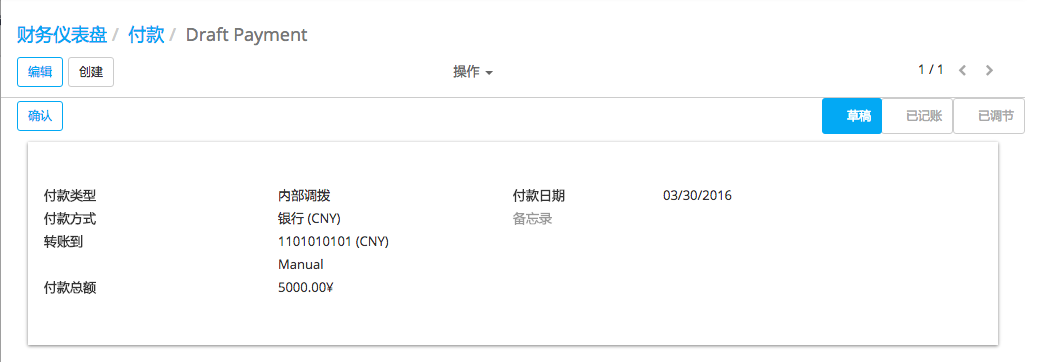 财务仪表盘 / 付款 / Draft Payment
编辑 创建 操作 1 / 1
确认 草稿 已记账 已调节
付款类型 内部调拨 付款日期 03/30/2016
付款方式 银行 (CNY) 备忘录
转账到 1101010101 (CNY)
Manual
付款总额 5000.00¥